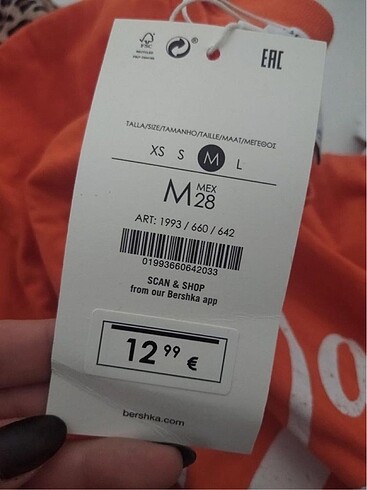 FSC
®
EAC
TALLA/SIZE/TAMANHO/TAILLE/MAAT/ΜΕΓΕΘΟΣ
XS S M L
M MEX 28
ART: 1993 / 660 / 642
01993660642033
SCAN & SHOP
from our Bershka app
12 99 €
bershka.com
O